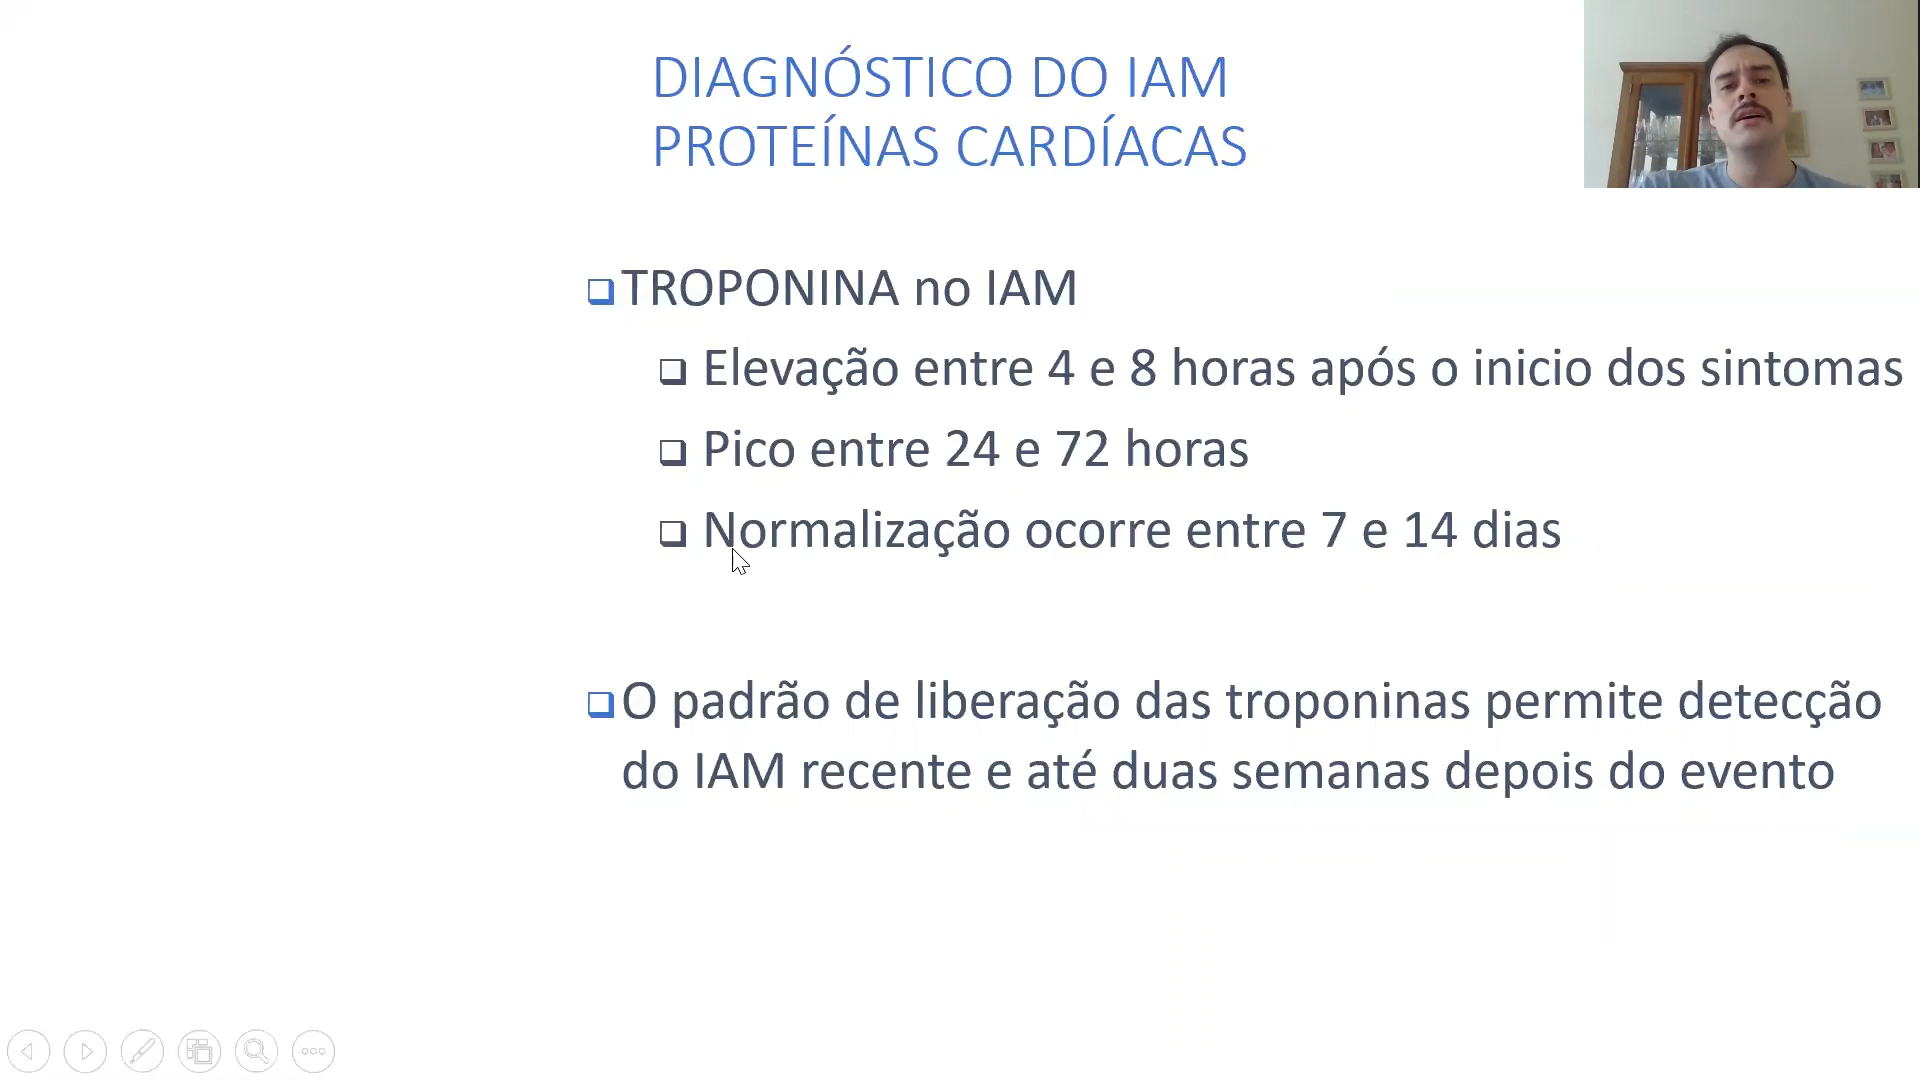 DIAGNÓSTICO DO IAM
PROTEÍNAS CARDÍACAS
TROPONINA no IAM
Elevação entre 4 e 8 horas após o inicio dos sintomas
Pico entre 24 e 72 horas
Normalização ocorre entre 7 e 14 dias
O padrão de liberação das troponinas permite detecção
do IAM recente e até duas semanas depois do evento